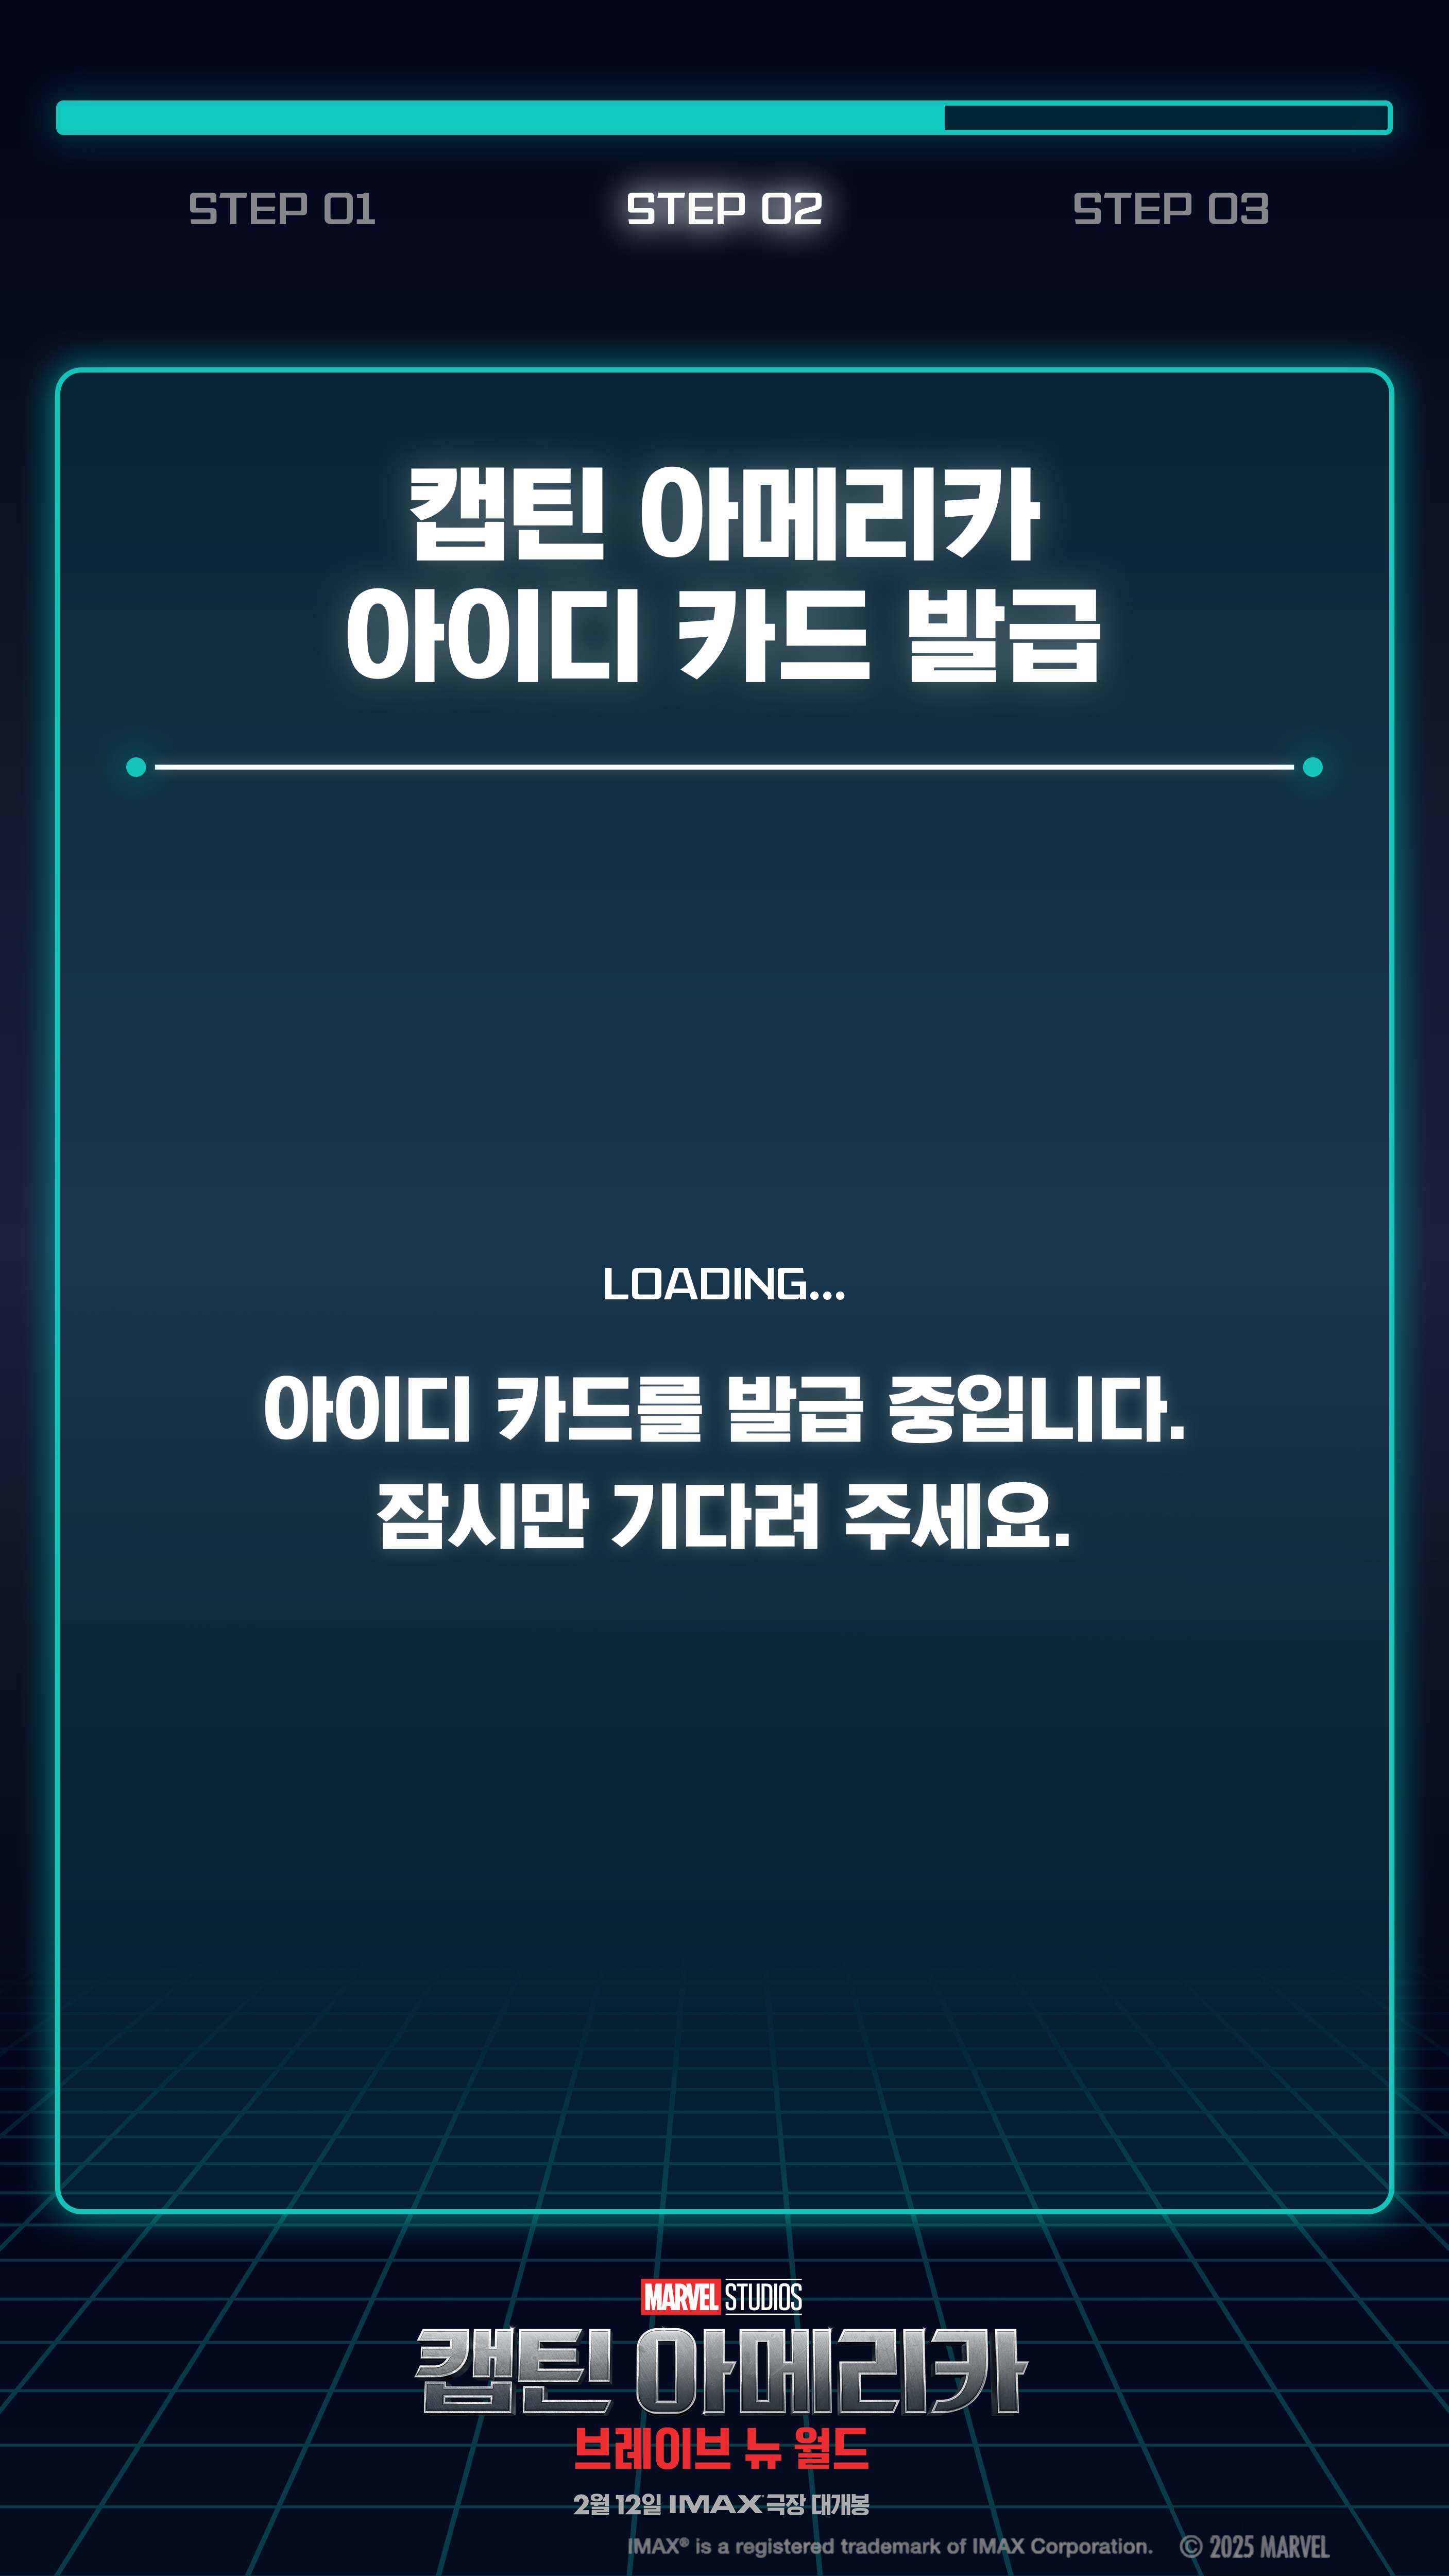 STEP 01 STEP 02 STEP 03
캡틴 아메리카
아이디 카드 발급
LOADING...
아이디 카드를 발급 중입니다.
잠시만 기다려 주세요.
MARVEL STUDIOS
캡틴 아메리카
브레이브 뉴 월드
2월 12일 IMAX 극장 대개봉
IMAX® is a registered trademark of IMAX Corporation. © 2025 MARVEL